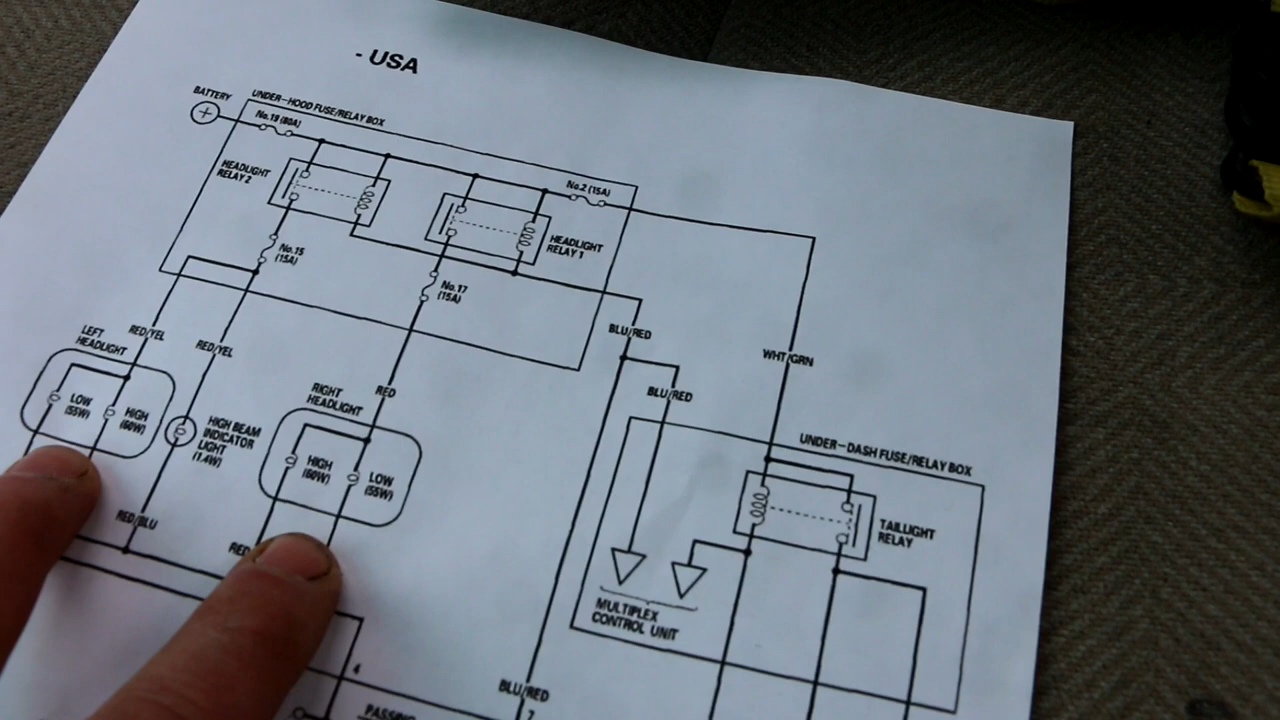 - USA
BATTERY
UNDER-HOOD FUSE/RELAY BOX
No.19 (80A)
HEADLIGHT
RELAY 2
No.2 (15A)
HEADLIGHT
RELAY 1
No.15
(15A)
No.17
(15A)
BLU/RED
WHT/GRN
LEFT
HEADLIGHT
RED/YEL
RED/YEL
RIGHT
HEADLIGHT
RED
BLU/RED
LOW
(55W)
HIGH
(60W)
HIGH BEAM
INDICATOR
LIGHT
(1.4W)
HIGH
(60W)
LOW
(55W)
UNDER-DASH FUSE/RELAY BOX
TAILLIGHT
RELAY
RED/BLU
RED
MULTIPLEX
CONTROL UNIT
4
BLU/RED
7